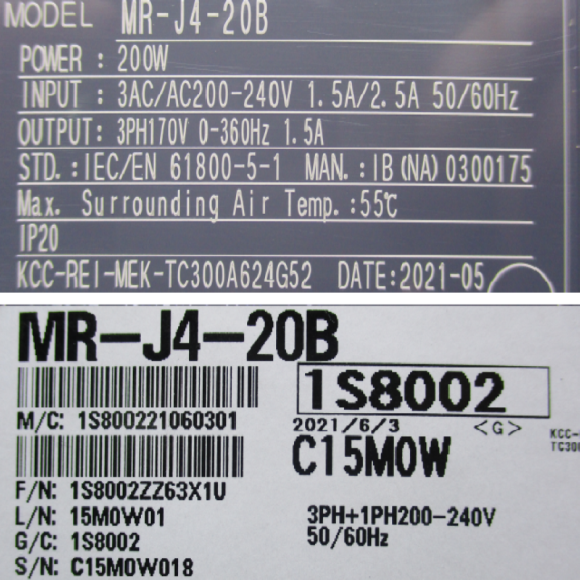 MODEL MR-J4-20B
POWER : 200W
INPUT : 3AC/AC200-240V 1.5A/2.5A 50/60Hz
OUTPUT: 3PH170V 0-360Hz 1.5A
STD.:IEC/EN 61800-5-1 MAN.:IB(NA)0300175
Max. Surrounding Air Temp.:55℃
IP20
KCC-REI-MEK-TC300A624G52 DATE:2021-05
MR-J4-20B
1S8002
M/C: 1S800221060301
2021/6/3 <G>
KCC-
TC300
C15M0W
F/N: 1S8002ZZ63X1U
L/N: 15M0W01
G/C: 1S8002
S/N: C15M0W018
3PH+1PH200-240V
50/60Hz